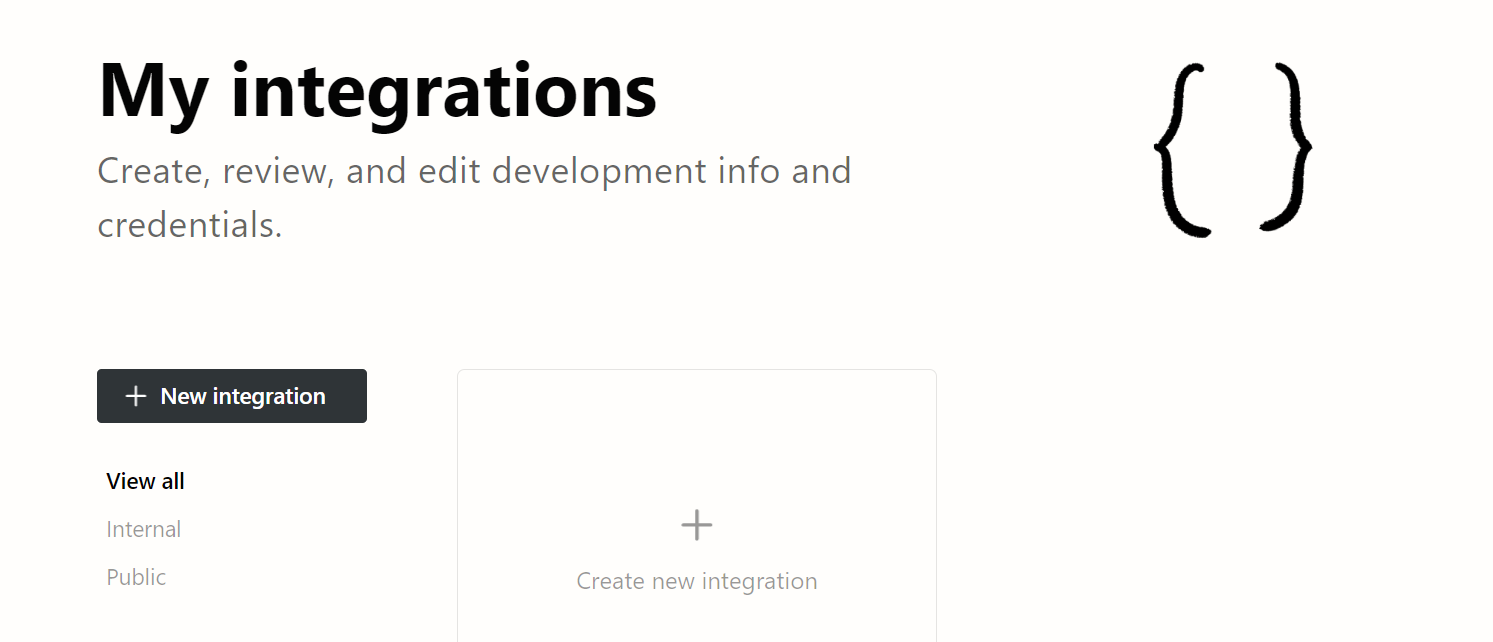 My integrations
Create, review, and edit development info and
credentials.
{ }
New integration
View all
Internal
Public
Create new integration